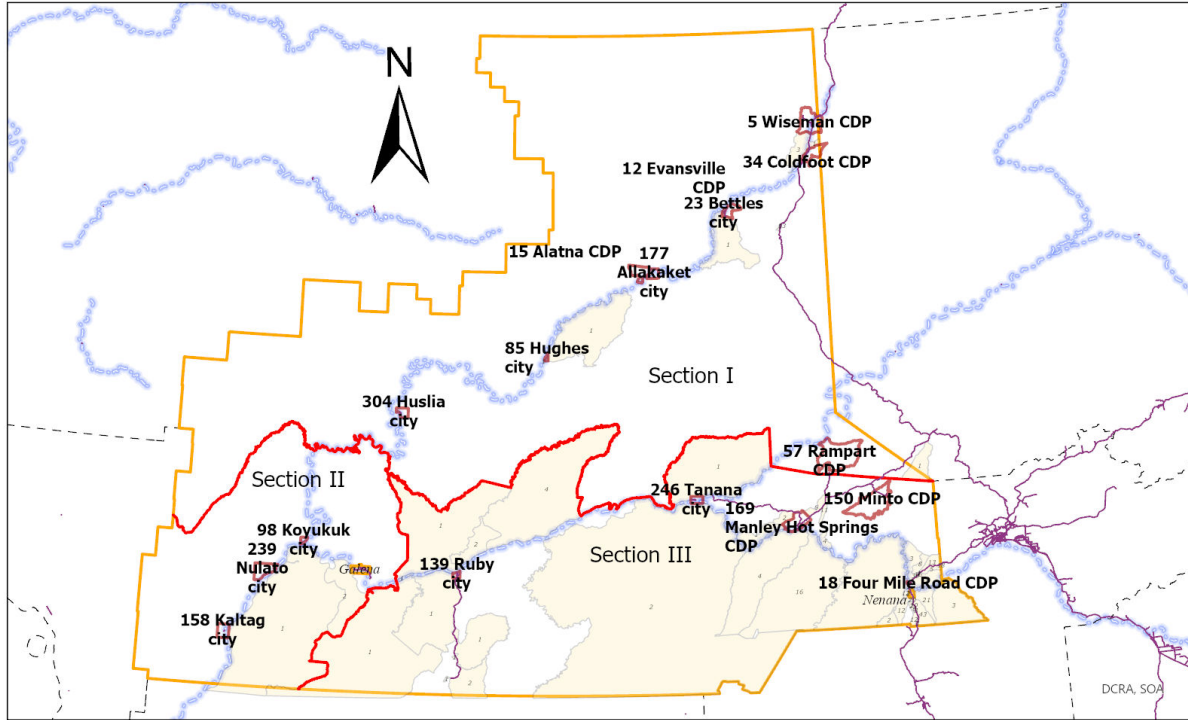 N
5 Wiseman CDP
34 Coldfoot CDP
12 Evansville
CDP
23 Bettles
city
15 Alatna CDP
177
Allakaket
city
85 Hughes
city
Section I
304 Huslia
city
57 Rampart
CDP
Section II
246 Tanana
city
150 Minto CDP
169
Manley Hot Springs
CDP
98 Koyukuk
city
239
Nulato
city
Galena
139 Ruby
city
Section III
18 Four Mile Road CDP
Nenana
158 Kaltag
city
DCRA, SOA